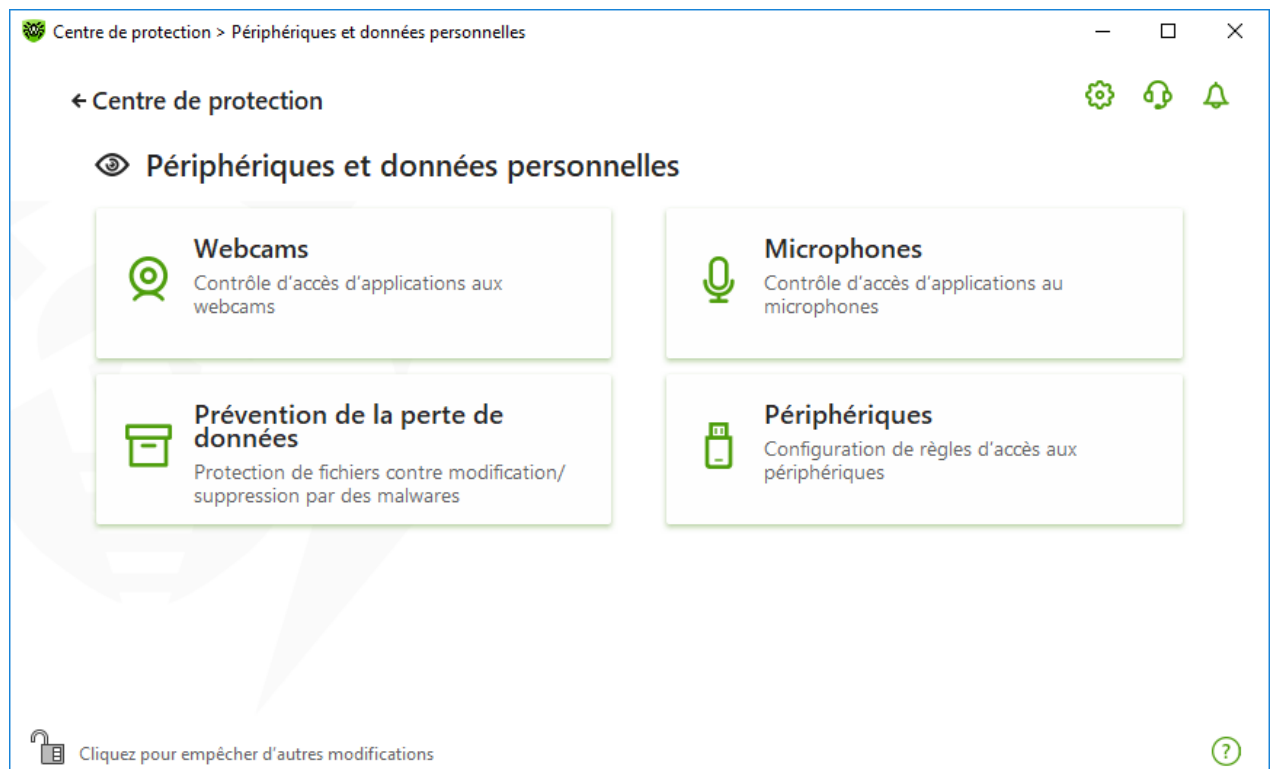 Centre de protection > Périphériques et données personnelles
Centre de protection
Périphériques et données personnelles
Webcams
Contrôle d'accès d'applications aux
webcams
Microphones
Contrôle d'accès d'applications au
microphones
Prévention de la perte de
données
Protection de fichiers contre modification/
suppression par des malwares
Périphériques
Configuration de règles d'accès aux
périphériques
Cliquez pour empêcher d'autres modifications
?